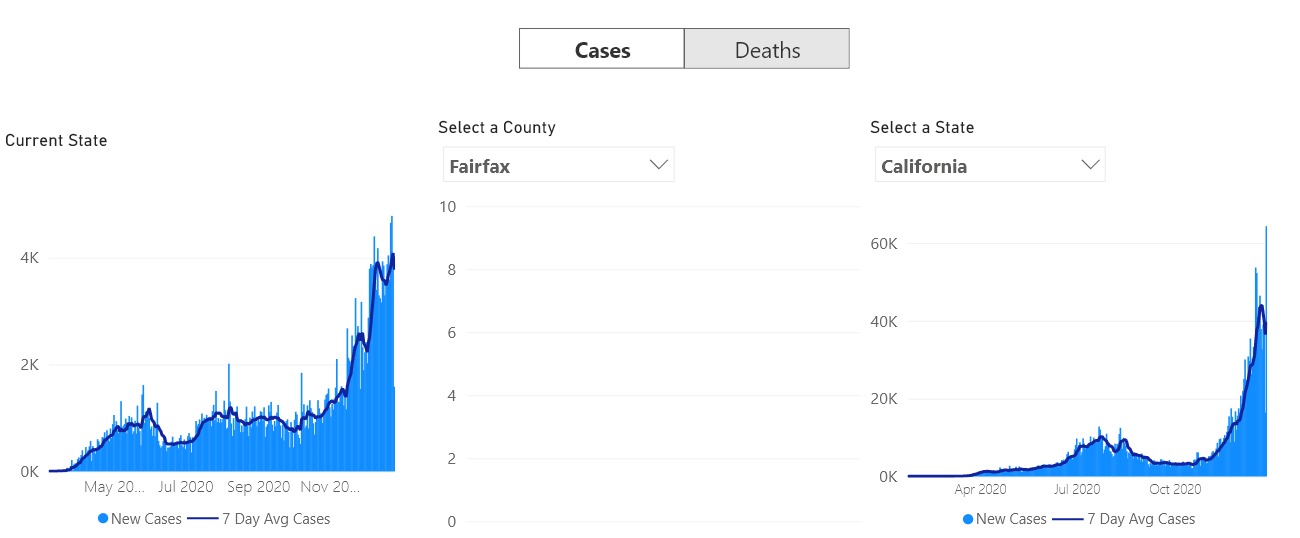 Cases Deaths
Current State
Select a County
Fairfax
Select a State
California
4K
2K
0K
May 20... Jul 2020 Sep 2020 Nov 20...
New Cases 7 Day Avg Cases
10
8
6
4
2
0
60K
40K
20K
0K
Apr 2020 Jul 2020 Oct 2020
New Cases 7 Day Avg Cases